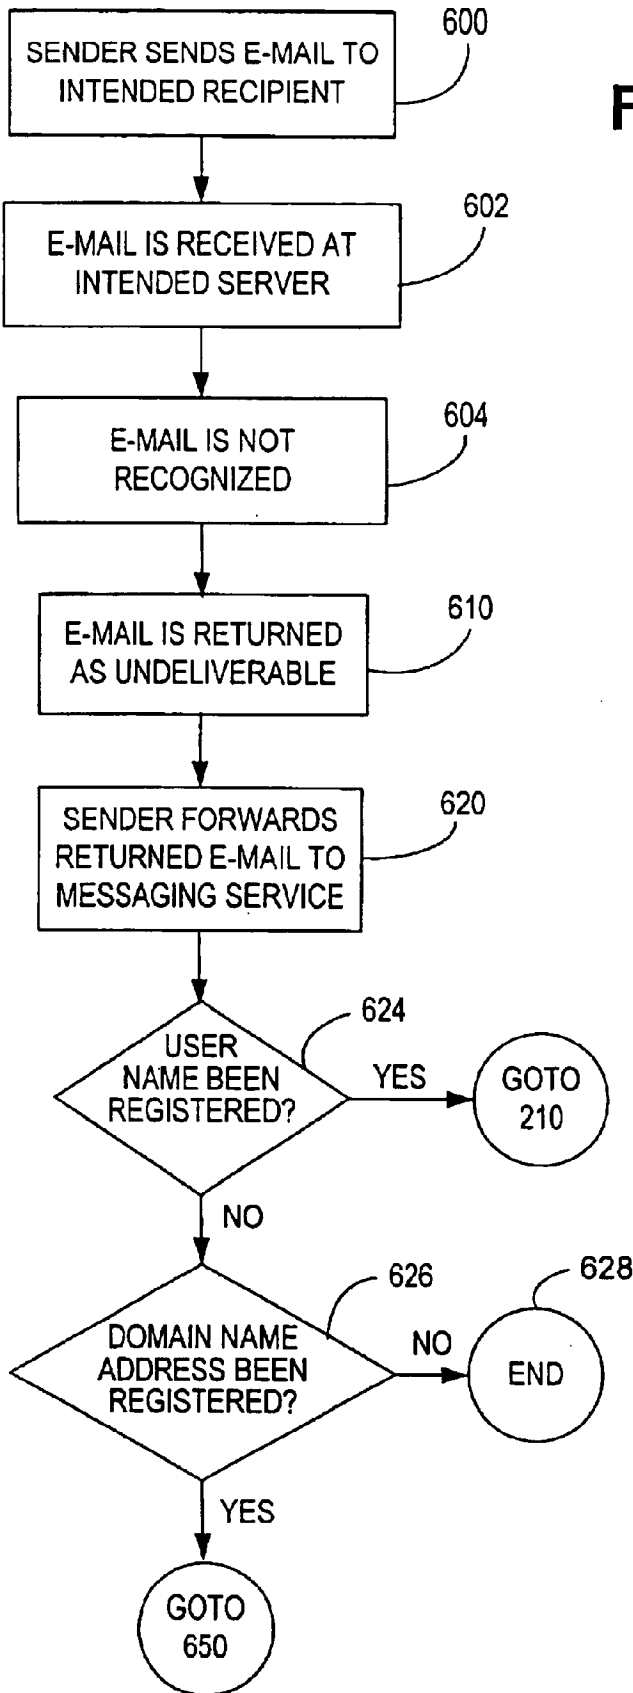 SENDER SENDS E-MAIL TO
INTENDED RECIPIENT
600
F
E-MAIL IS RECEIVED AT
INTENDED SERVER
602
E-MAIL IS NOT
RECOGNIZED
604
E-MAIL IS RETURNED
AS UNDELIVERABLE
610
SENDER FORWARDS
RETURNED E-MAIL TO
MESSAGING SERVICE
620
USER
NAME BEEN
REGISTERED?
624
YES
GOTO
210
NO
DOMAIN NAME
ADDRESS BEEN
REGISTERED?
626
NO
END
628
YES
GOTO
650